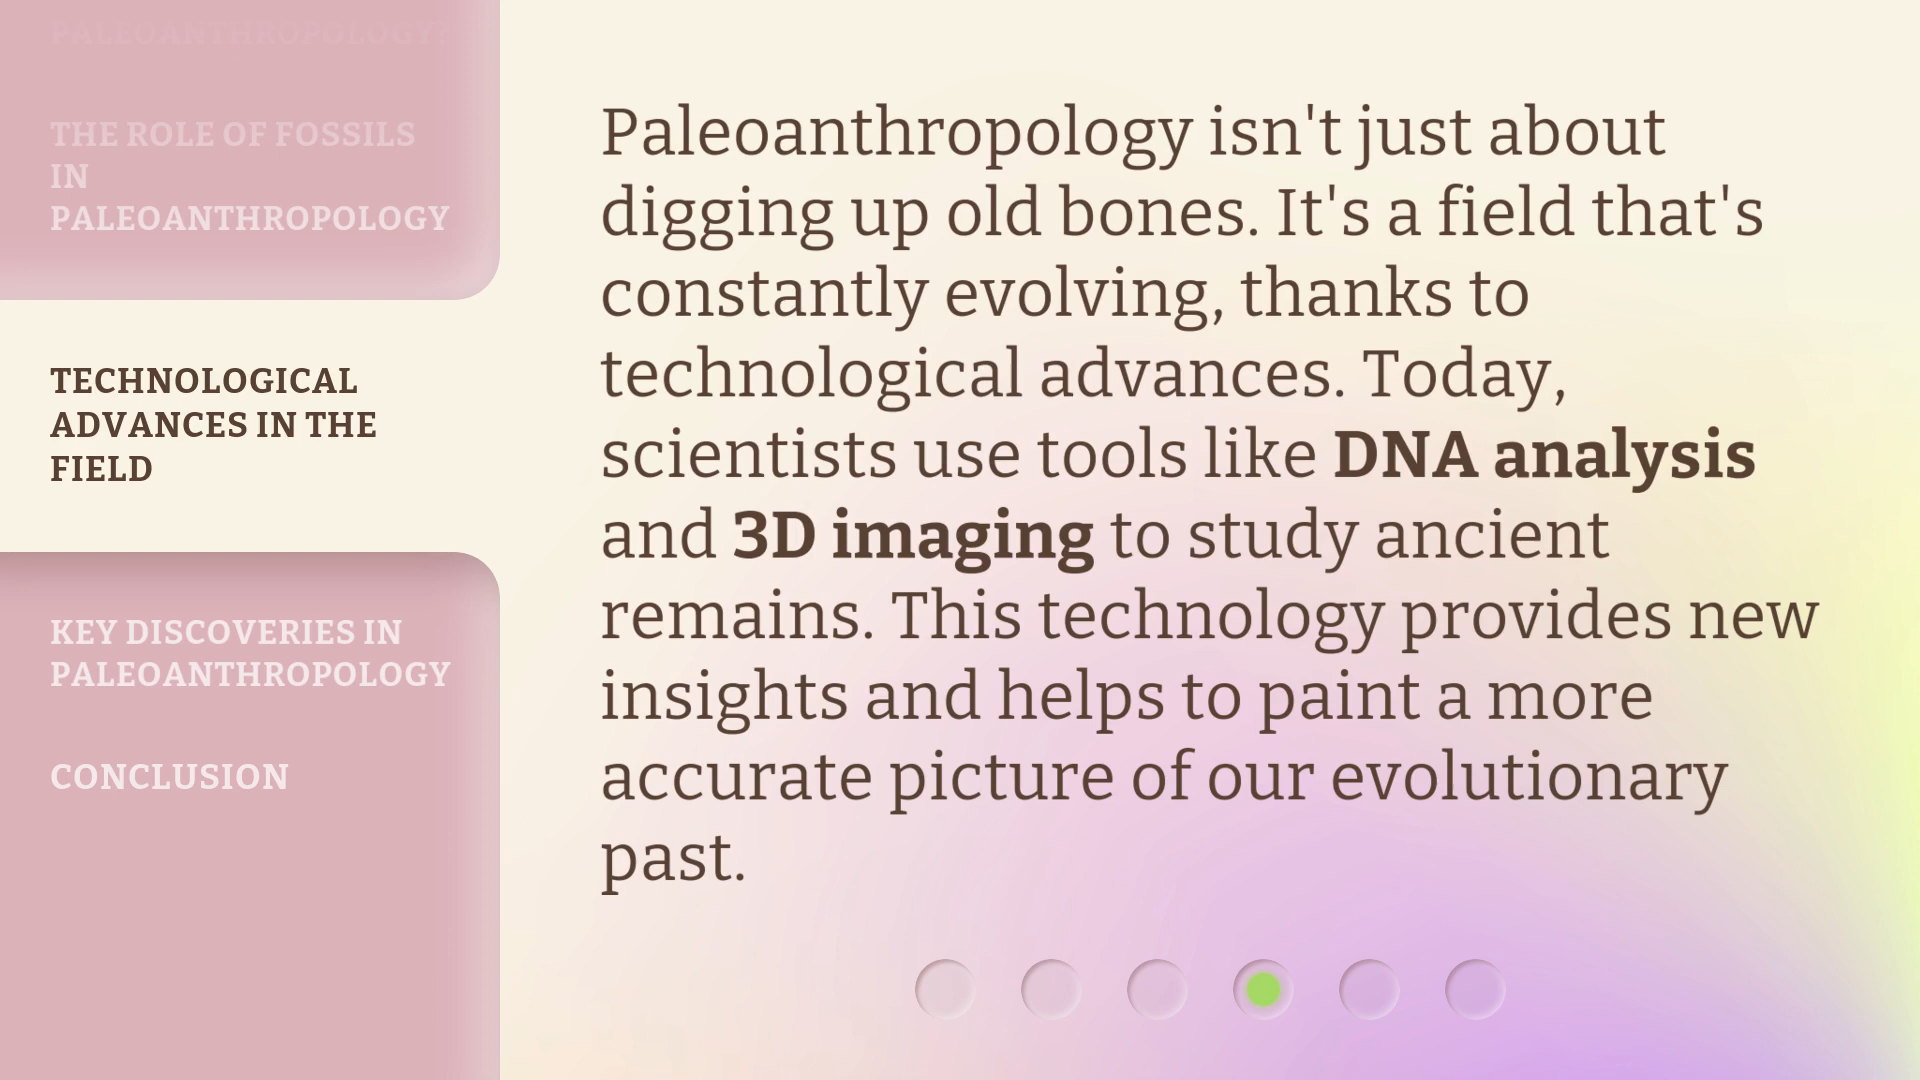 PALEOANTHROPOLOGY?
THE ROLE OF FOSSILS
IN
PALEOANTHROPOLOGY
TECHNOLOGICAL
ADVANCES IN THE
FIELD
KEY DISCOVERIES IN
PALEOANTHROPOLOGY
CONCLUSION
Paleoanthropology isn't just about
digging up old bones. It's a field that's
constantly evolving, thanks to
technological advances. Today,
scientists use tools like DNA analysis
and 3D imaging to study ancient
remains. This technology provides new
insights and helps to paint a more
accurate picture of our evolutionary
past.